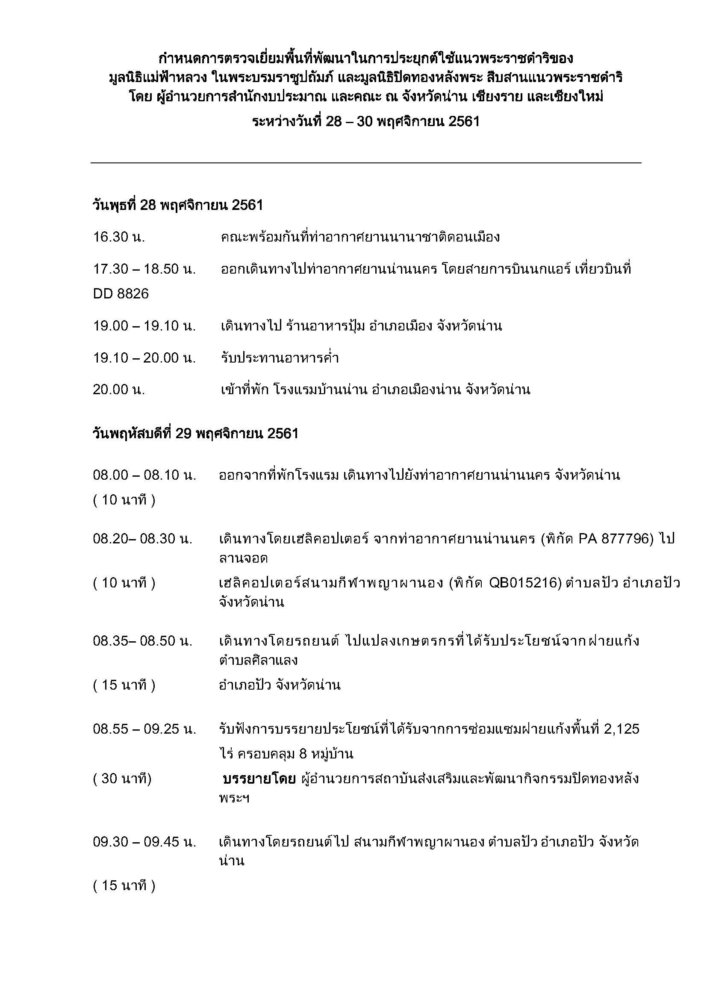 กำหนดการตรวจเยี่ยมพื้นที่พัฒนาในการประยุกต์ใช้แนวพระราชดำริของ
มูลนิธิแม่ฟ้าหลวง ในพระบรมราชูปถัมภ์ และมูลนิธิปิดทองหลังพระ สืบสานแนวพระราชดำริ
โดย ผู้อำนวยการสำนักงบประมาณ และคณะ ณ จังหวัดน่าน เชียงราย และเชียงใหม่
ระหว่างวันที่ 28 – 30 พฤศจิกายน 2561
วันพุธที่ 28 พฤศจิกายน 2561
16.30 น. คณะพร้อมกันที่ท่าอากาศยานนานาชาติดอนเมือง
17.30 – 18.50 น. ออกเดินทางไปท่าอากาศยานน่านนคร โดยสายการบินนกแอร์ เที่ยวบินที่
DD 8826
19.00 – 19.10 น. เดินทางไป ร้านอาหารปุ้ม อำเภอเมือง จังหวัดน่าน
19.10 – 20.00 น. รับประทานอาหารค่ำ
20.00 น. เข้าที่พัก โรงแรมบ้านน่าน อำเภอเมืองน่าน จังหวัดน่าน
วันพฤหัสบดีที่ 29 พฤศจิกายน 2561
08.00 – 08.10 น. ออกจากที่พักโรงแรม เดินทางไปยังท่าอากาศยานน่านนคร จังหวัดน่าน
( 10 นาที )
08.20– 08.30 น. เดินทางโดยเฮลิคอปเตอร์ จากท่าอากาศยานน่านนคร (พิกัด PA 877796) ไป
ลานจอด
( 10 นาที ) เฮลิคอปเตอร์สนามกีฬาพญาผานอง (พิกัด QB015216) ตำบลปัว อำเภอปัว
จังหวัดน่าน
08.35– 08.50 น. เดินทางโดยรถยนต์ ไปแปลงเกษตรกรที่ได้รับประโยชน์จากฝายแก้ง
ตำบลศิลาแลง
( 15 นาที ) อำเภอปัว จังหวัดน่าน
08.55 – 09.25 น. รับฟังการบรรยายประโยชน์ที่ได้รับจากการซ่อมแซมฝายแก้งพื้นที่ 2,125
ไร่ ครอบคลุม 8 หมู่บ้าน
( 30 นาที) บรรยายโดย ผู้อำนวยการสถาบันส่งเสริมและพัฒนากิจกรรมปิดทองหลัง
พระฯ
09.30 – 09.45 น. เดินทางโดยรถยนต์ไป สนามกีฬาพญาผานอง ตำบลปัว อำเภอปัว จังหวัด
น่าน
( 15 นาที )